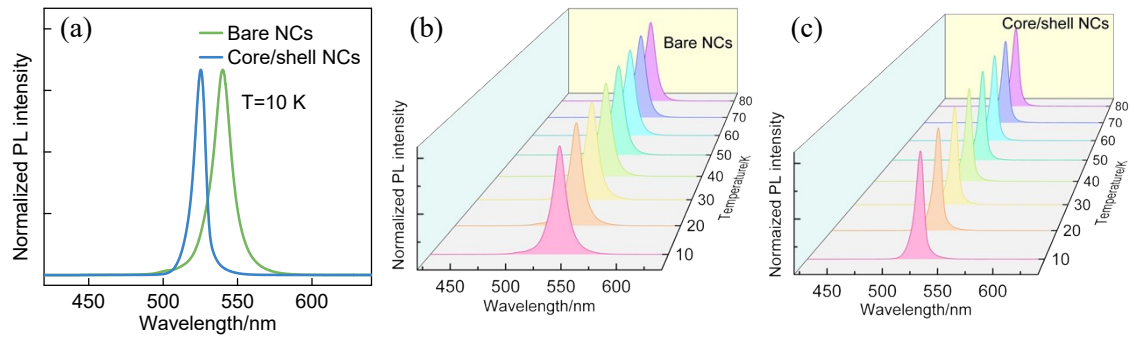 (a)
Bare NCs
Core/shell NCs
T=10 K
Normalized PL intensity
450
500
550
600
Wavelength/nm
(b)
Bare NCs
Normalized PL intensity
80
70
60
50
40
30
20
10
Temperature/K
450
500
550
600
Wavelength/nm
(c)
Core/shell NCs
Normaized PL intensity
80
70
60
50
40
30
20
10
Temperature/K
450
500
550
600
Wavelength/nm